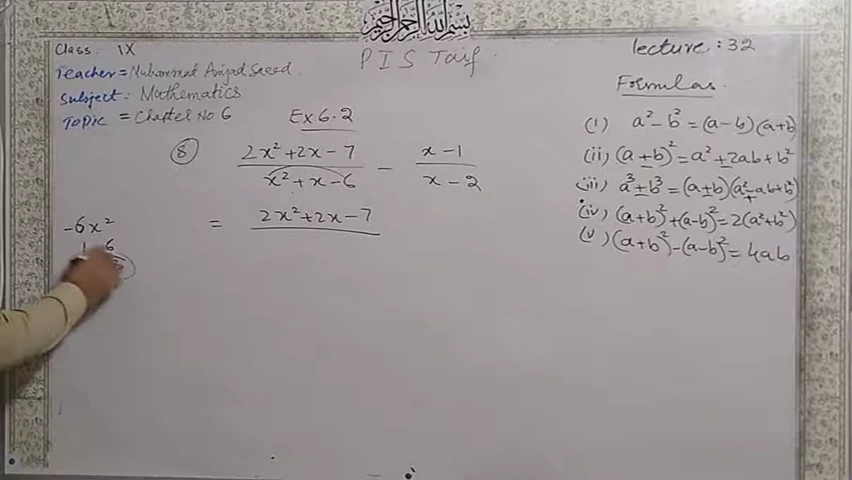 بسم الله الرحمن الرحيم
Class. IX
PIS Taif.
lecture: 32
Teacher = Muhammad Amjad Saeed.
Subject: Mathematics
Topic = Chapter No 6
Ex 6.2
Formulas.
(i) a² - b² = (a - b)(a + b)
(ii) (a ± b)² = a² ± 2ab + b²
(iii) a³ ± b³ = (a ± b)(a² ∓ ab + b²)
(iv) (a+b)² + (a-b)² = 2(a² + b²)
(v) (a+b)² - (a-b)² = 4ab
⑧ (2x² + 2x - 7)/(x² + x - 6) - (x - 1)/(x - 2)
= 2x² + 2x - 7
-6x²
1 6